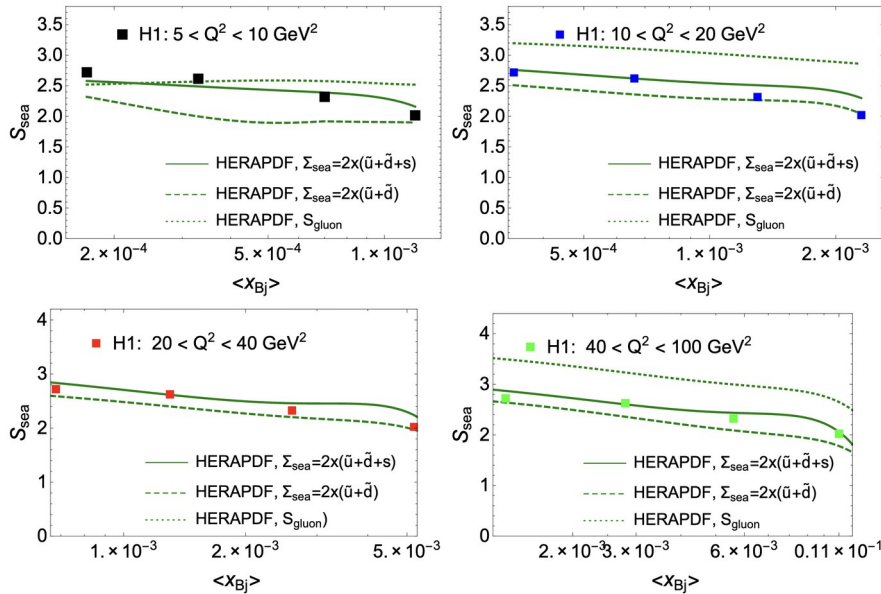 H1: 5 < Q² < 10 GeV²
3.5
3.0
2.5
2.0
1.5
1.0
0.5
0.0
S_sea
HERAPDF, Σ_sea=2x(ũ+d̃+s)
HERAPDF, Σ_sea=2x(ũ+d̃)
HERAPDF, S_gluon
2.×10⁻⁴
5.×10⁻⁴
1.×10⁻³
<x_Bj>
H1: 10 < Q² < 20 GeV²
3.5
3.0
2.5
2.0
1.5
1.0
0.5
0.0
S_sea
HERAPDF, Σ_sea=2x(ũ+d̃+s)
HERAPDF, Σ_sea=2x(ũ+d̃)
HERAPDF, S_gluon
5.×10⁻⁴
1.×10⁻³
2.×10⁻³
<x_Bj>
H1: 20 < Q² < 40 GeV²
4
3
2
1
0
S_sea
HERAPDF, Σ_sea=2x(ũ+d̃+s)
HERAPDF, Σ_sea=2x(ũ+d̃)
HERAPDF, S_gluon)
1.×10⁻³
2.×10⁻³
5.×10⁻³
<x_Bj>
H1: 40 < Q² < 100 GeV²
4
3
2
1
0
S_sea
HERAPDF, Σ_sea=2x(ũ+d̃+s)
HERAPDF, Σ_sea=2x(ũ+d̃)
HERAPDF, S_gluon
2.×10⁻³
3.×10⁻³
6.×10⁻³
0.11×10⁻¹
<x_Bj>